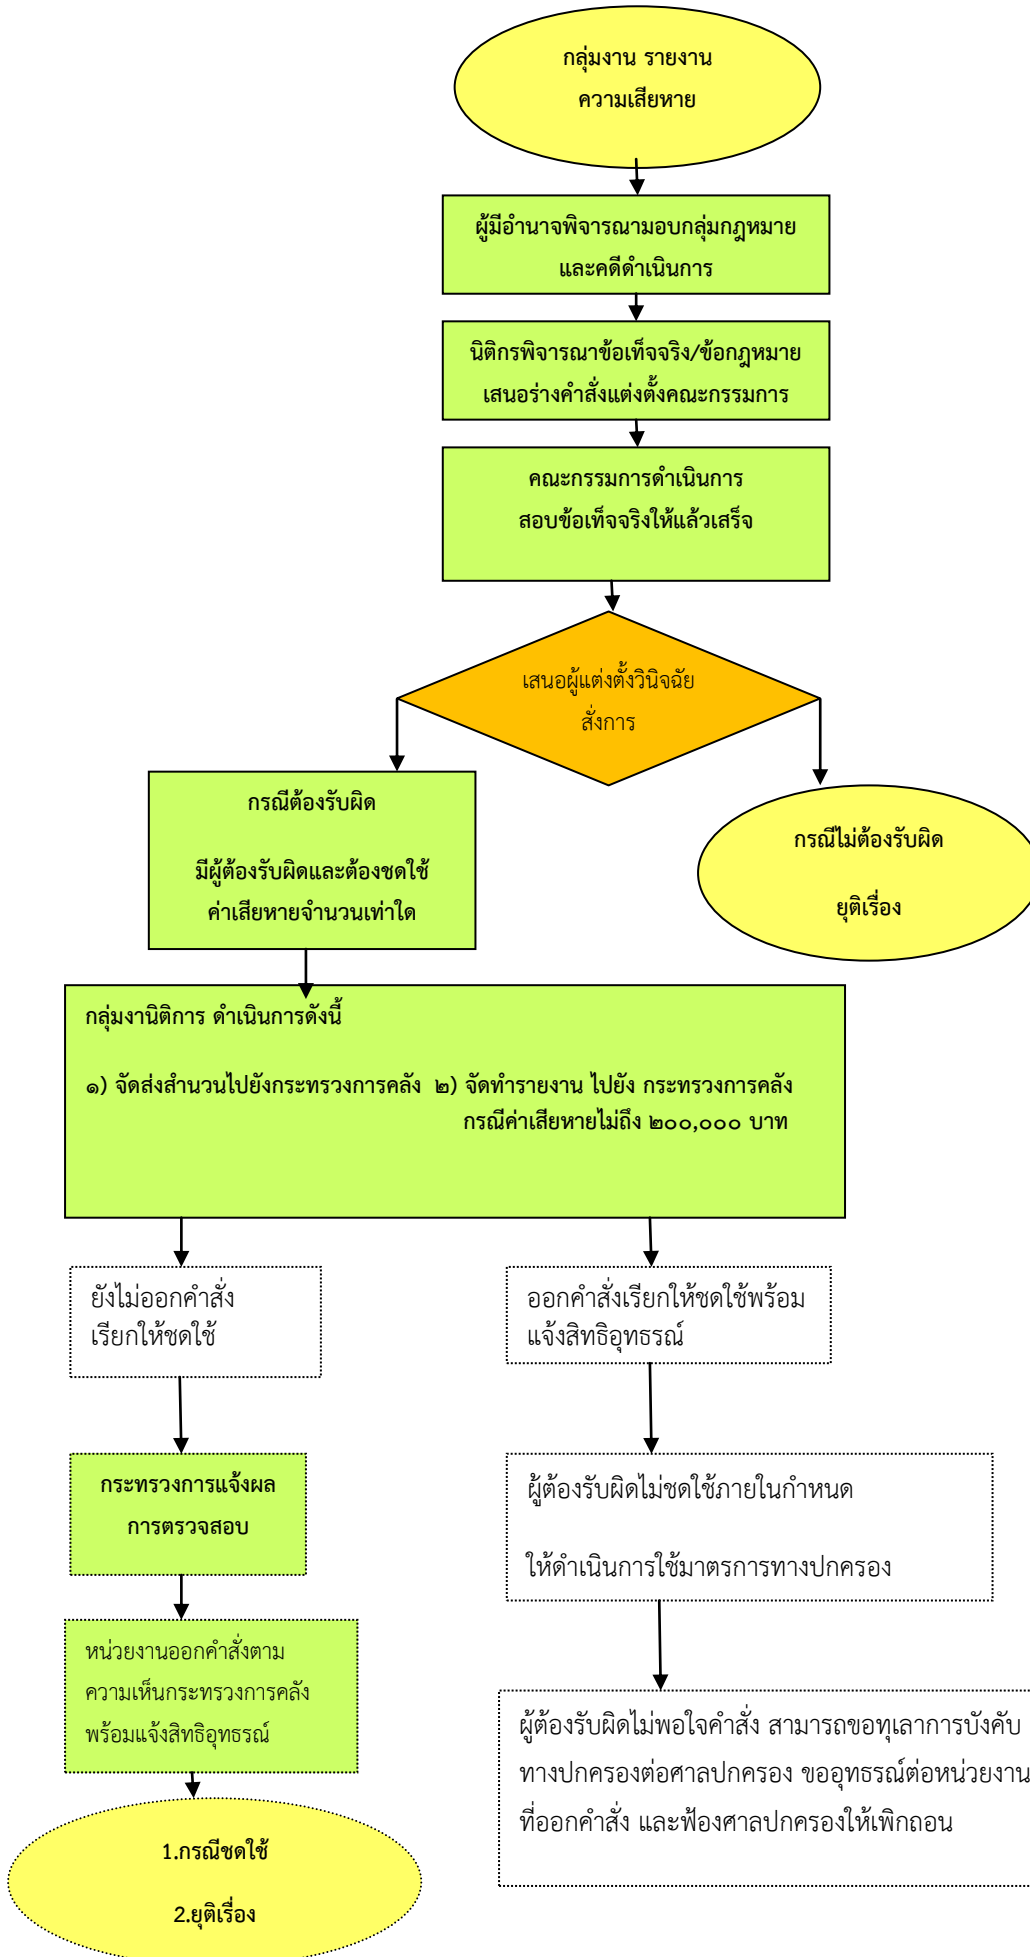 กลุ่มงาน รายงาน
ความเสียหาย
ผู้มีอำนาจพิจารณามอบกลุ่มกฎหมาย
และคดีดำเนินการ
นิติกรพิจารณาข้อเท็จจริง/ข้อกฎหมาย
เสนอร่างคำสั่งแต่งตั้งคณะกรรมการ
คณะกรรมการดำเนินการ
สอบข้อเท็จจริงให้แล้วเสร็จ
เสนอผู้แต่งตั้งวินิจฉัย
สั่งการ
กรณีต้องรับผิด
มีผู้ต้องรับผิดและต้องชดใช้
ค่าเสียหายจำนวนเท่าใด
กรณีไม่ต้องรับผิด
ยุติเรื่อง
กลุ่มงานิติการ ดำเนินการดังนี้
๑) จัดส่งสำนวนไปยังกระทรวงการคลัง ๒) จัดทำรายงาน ไปยัง กระทรวงการคลัง
กรณีค่าเสียหายไม่ถึง ๒๐๐,๐๐๐ บาท
ยังไม่ออกคำสั่ง
เรียกให้ชดใช้
ออกคำสั่งเรียกให้ชดใช้พร้อม
แจ้งสิทธิอุทธรณ์
กระทรวงการแจ้งผล
การตรวจสอบ
ผู้ต้องรับผิดไม่ชดใช้ภายในกำหนด
ให้ดำเนินการใช้มาตรการทางปกครอง
หน่วยงานออกคำสั่งตาม
ความเห็นกระทรวงการคลัง
พร้อมแจ้งสิทธิอุทธรณ์
ผู้ต้องรับผิดไม่พอใจคำสั่ง สามารถขอทุเลาการบังคับ
ทางปกครองต่อศาลปกครอง ขออุทธรณ์ต่อหน่วยงาน
ที่ออกคำสั่ง และฟ้องศาลปกครองให้เพิกถอน
1.กรณีชดใช้
2.ยุติเรื่อง